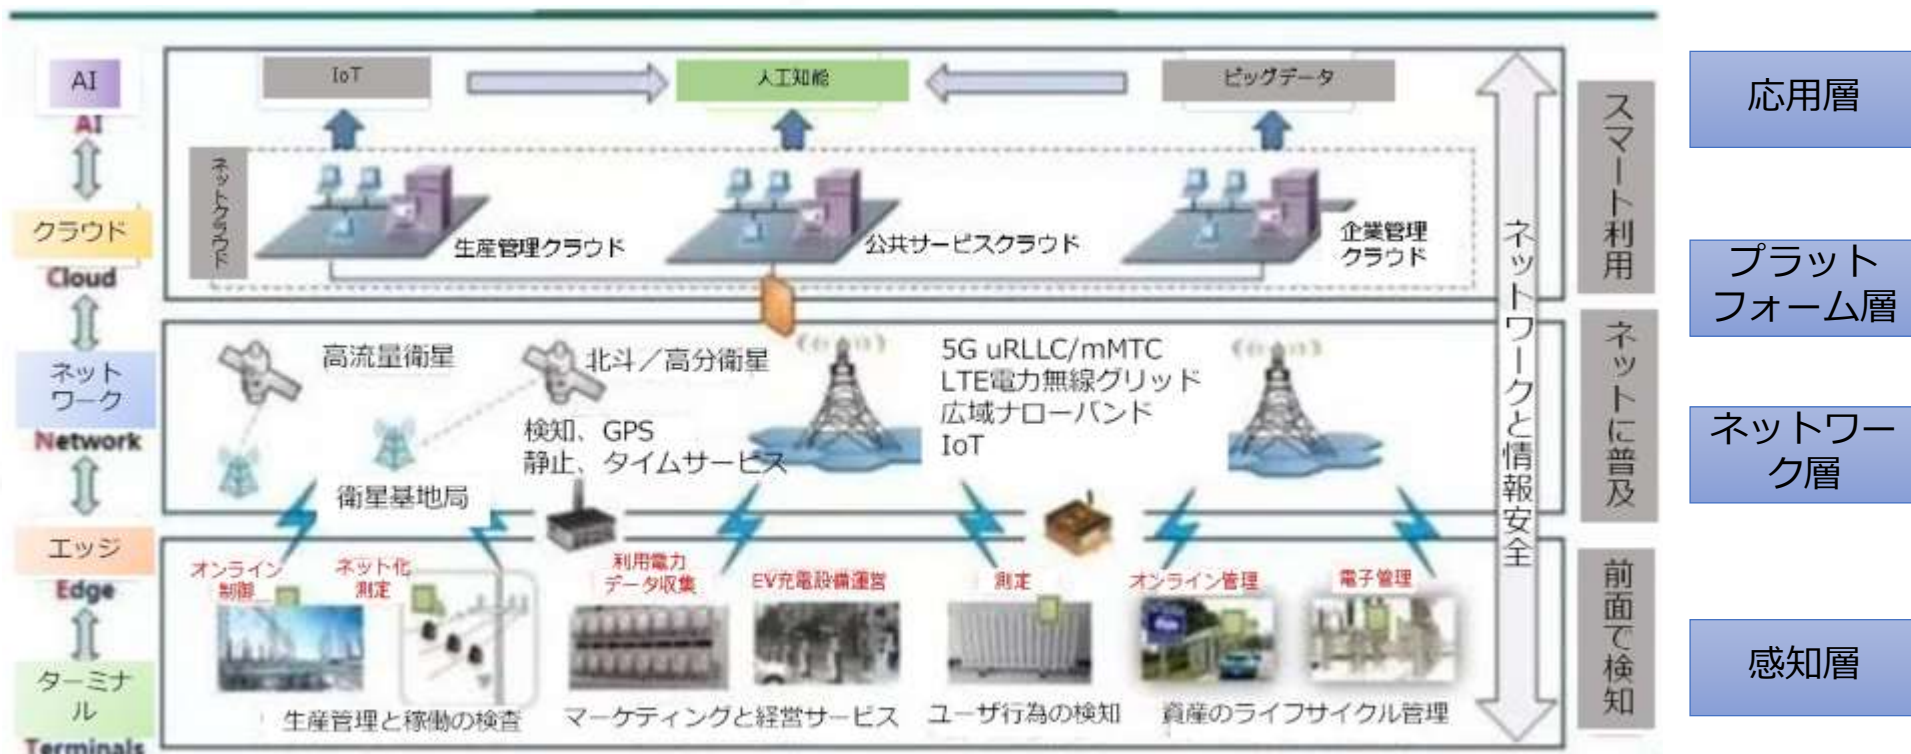 AI
AI
クラウド
Cloud
ネット
ワーク
Network
エッジ
Edge
ターミナ
ル
Terminals
IoT
人工知能
ビッグデータ
ネットクラウド
生産管理クラウド
公共サービスクラウド
企業管理
クラウド
高流量衛星
北斗／高分衛星
検知、GPS
静止、タイムサービス
衛星基地局
5G uRLLC/mMTC
LTE電力無線グリッド
広域ナローバンド
IoT
オンライン
制御
ネット化
測定
利用電力
データ収集
EV充電設備運営
測定
オンライン管理
電子管理
生産管理と稼働の検査
マーケティングと経営サービス
ユーザ行為の検知
資産のライフサイクル管理
ネットワークと情報安全
スマート利用
ネットに普及
前面で検知
応用層
プラット
フォーム層
ネットワー
ク層
感知層